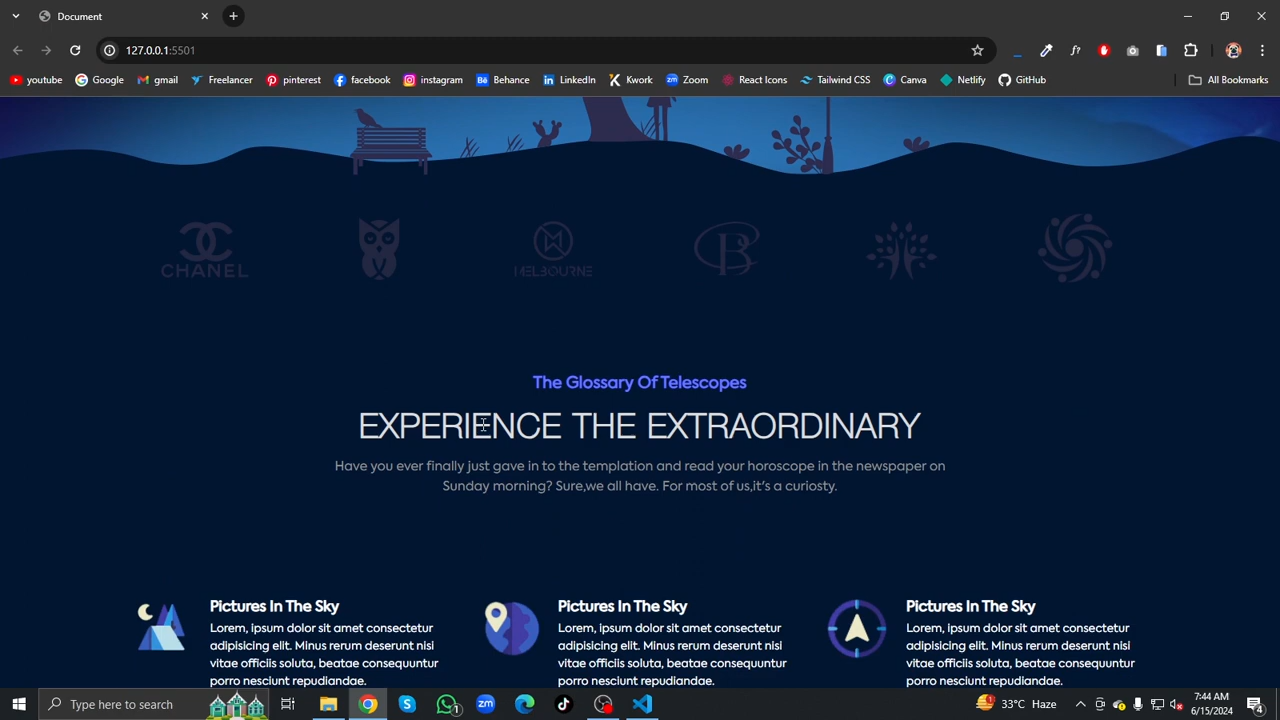 Document
127.0.0.1:5501
youtube Google gmail Freelancer pinterest facebook instagram Behance LinkedIn Kwork Zoom React Icons Tailwind CSS Canva Netlify GitHub All Bookmarks
CHANEL MELBOURNE B
The Glossary Of Telescopes
EXPERIENCE THE EXTRAORDINARY
Have you ever finally just gave in to the templation and read your horoscope in the newspaper on
Sunday morning? Sure,we all have. For most of us,it's a curiosty.
Pictures In The Sky
Lorem, ipsum dolor sit amet consectetur
adipisicing elit. Minus rerum deserunt nisi
vitae officiis soluta, beatae consequuntur
porro nesciunt repudiandae.
Pictures In The Sky
Lorem, ipsum dolor sit amet consectetur
adipisicing elit. Minus rerum deserunt nisi
vitae officiis soluta, beatae consequuntur
porro nesciunt repudiandae.
Pictures In The Sky
Lorem, ipsum dolor sit amet consectetur
adipisicing elit. Minus rerum deserunt nisi
vitae officiis soluta, beatae consequuntur
porro nesciunt repudiandae.
Type here to search
33°C Haze
7:44 AM
6/15/2024